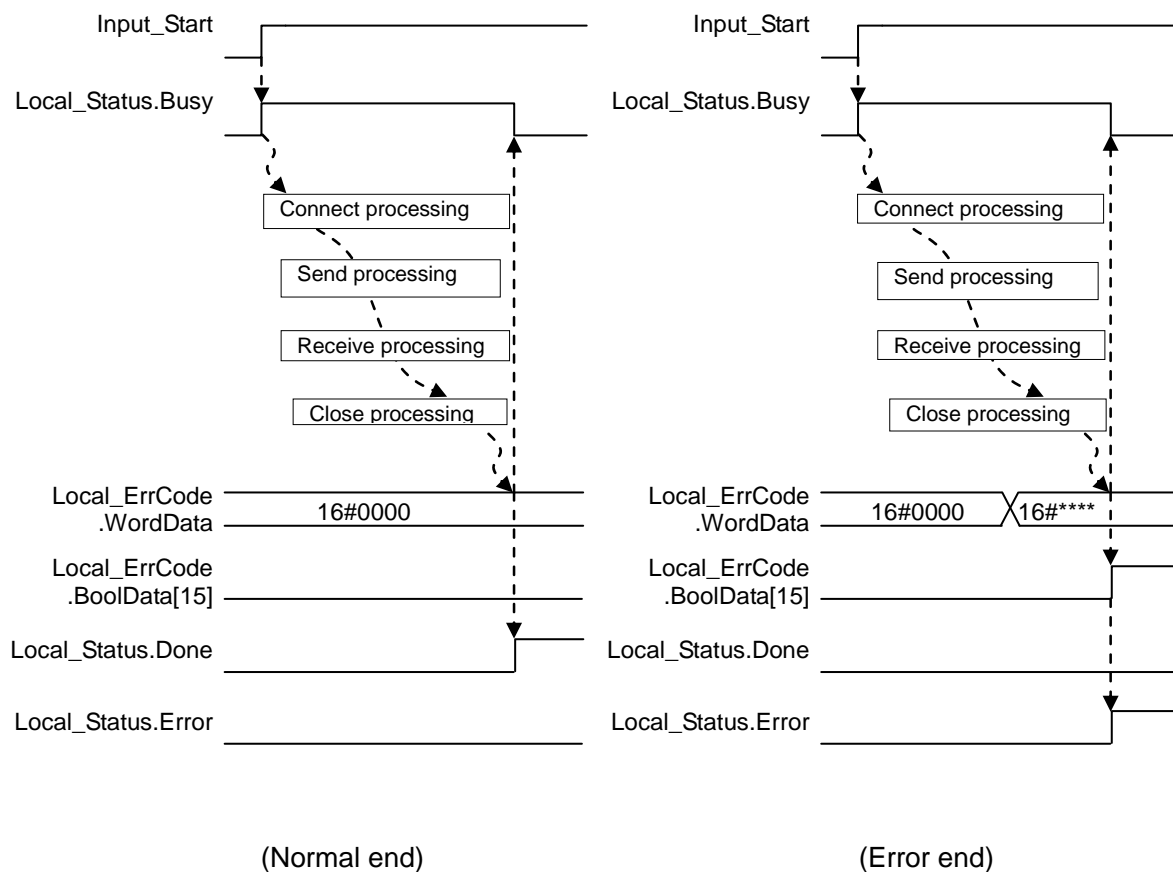 Input_Start
Local_Status.Busy
Connect processing
Send processing
Receive processing
Close processing
Local_ErrCode
.WordData
16#0000
Local_ErrCode
.BoolData[15]
Local_Status.Done
Local_Status.Error
(Normal end)
Input_Start
Local_Status.Busy
Connect processing
Send processing
Receive processing
Close processing
Local_ErrCode
.WordData
16#0000
16#****
Local_ErrCode
.BoolData[15]
Local_Status.Done
Local_Status.Error
(Error end)